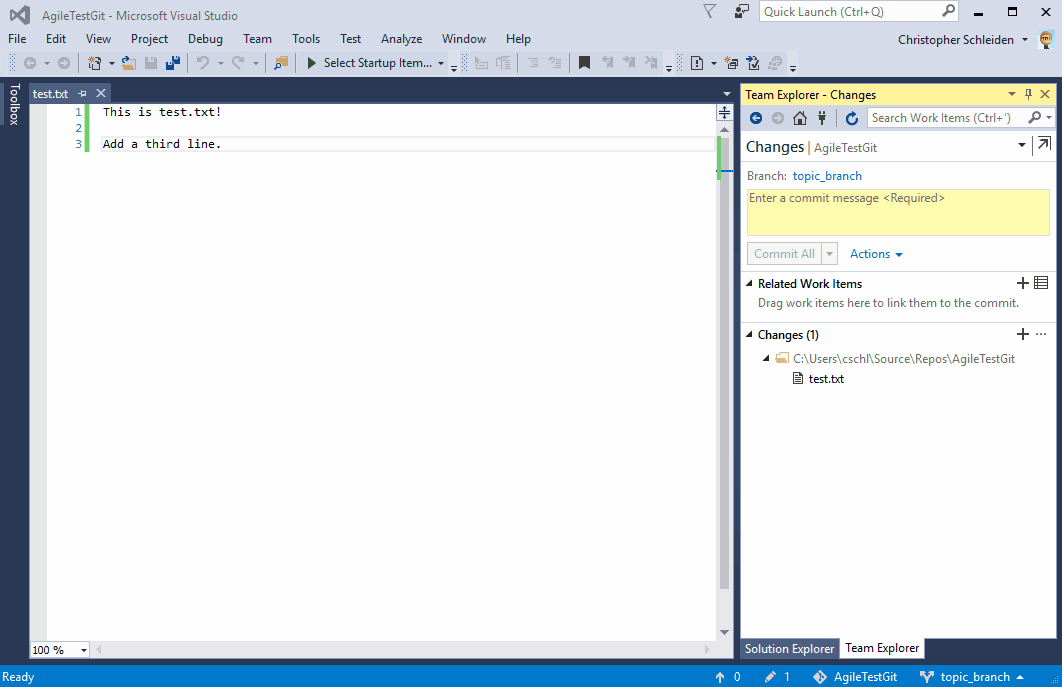 AgileTestGit - Microsoft Visual Studio
Quick Launch (Ctrl+Q)
File Edit View Project Debug Team Tools Test Analyze Window Help
Christopher Schleiden
Select Startup Item...
Toolbox
test.txt
1 This is test.txt!
2
3 Add a third line.
100 %
Team Explorer - Changes
Search Work Items (Ctrl+')
Changes | AgileTestGit
Branch: topic_branch
Enter a commit message <Required>
Commit All Actions
Related Work Items
Drag work items here to link them to the commit.
Changes (1)
C:\Users\cschl\Source\Repos\AgileTestGit
test.txt
Solution Explorer Team Explorer
Ready 0 1 AgileTestGit topic_branch